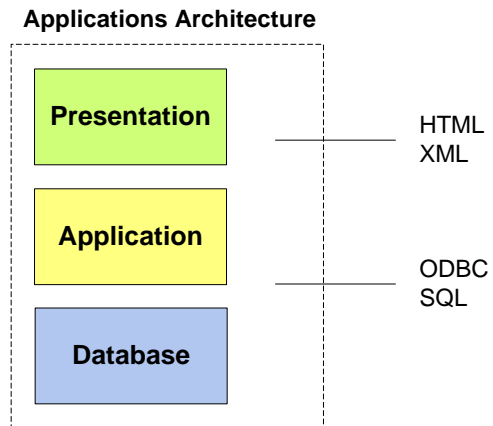 Applications Architecture
Presentation
HTML
XML
Application
ODBC
SQL
Database